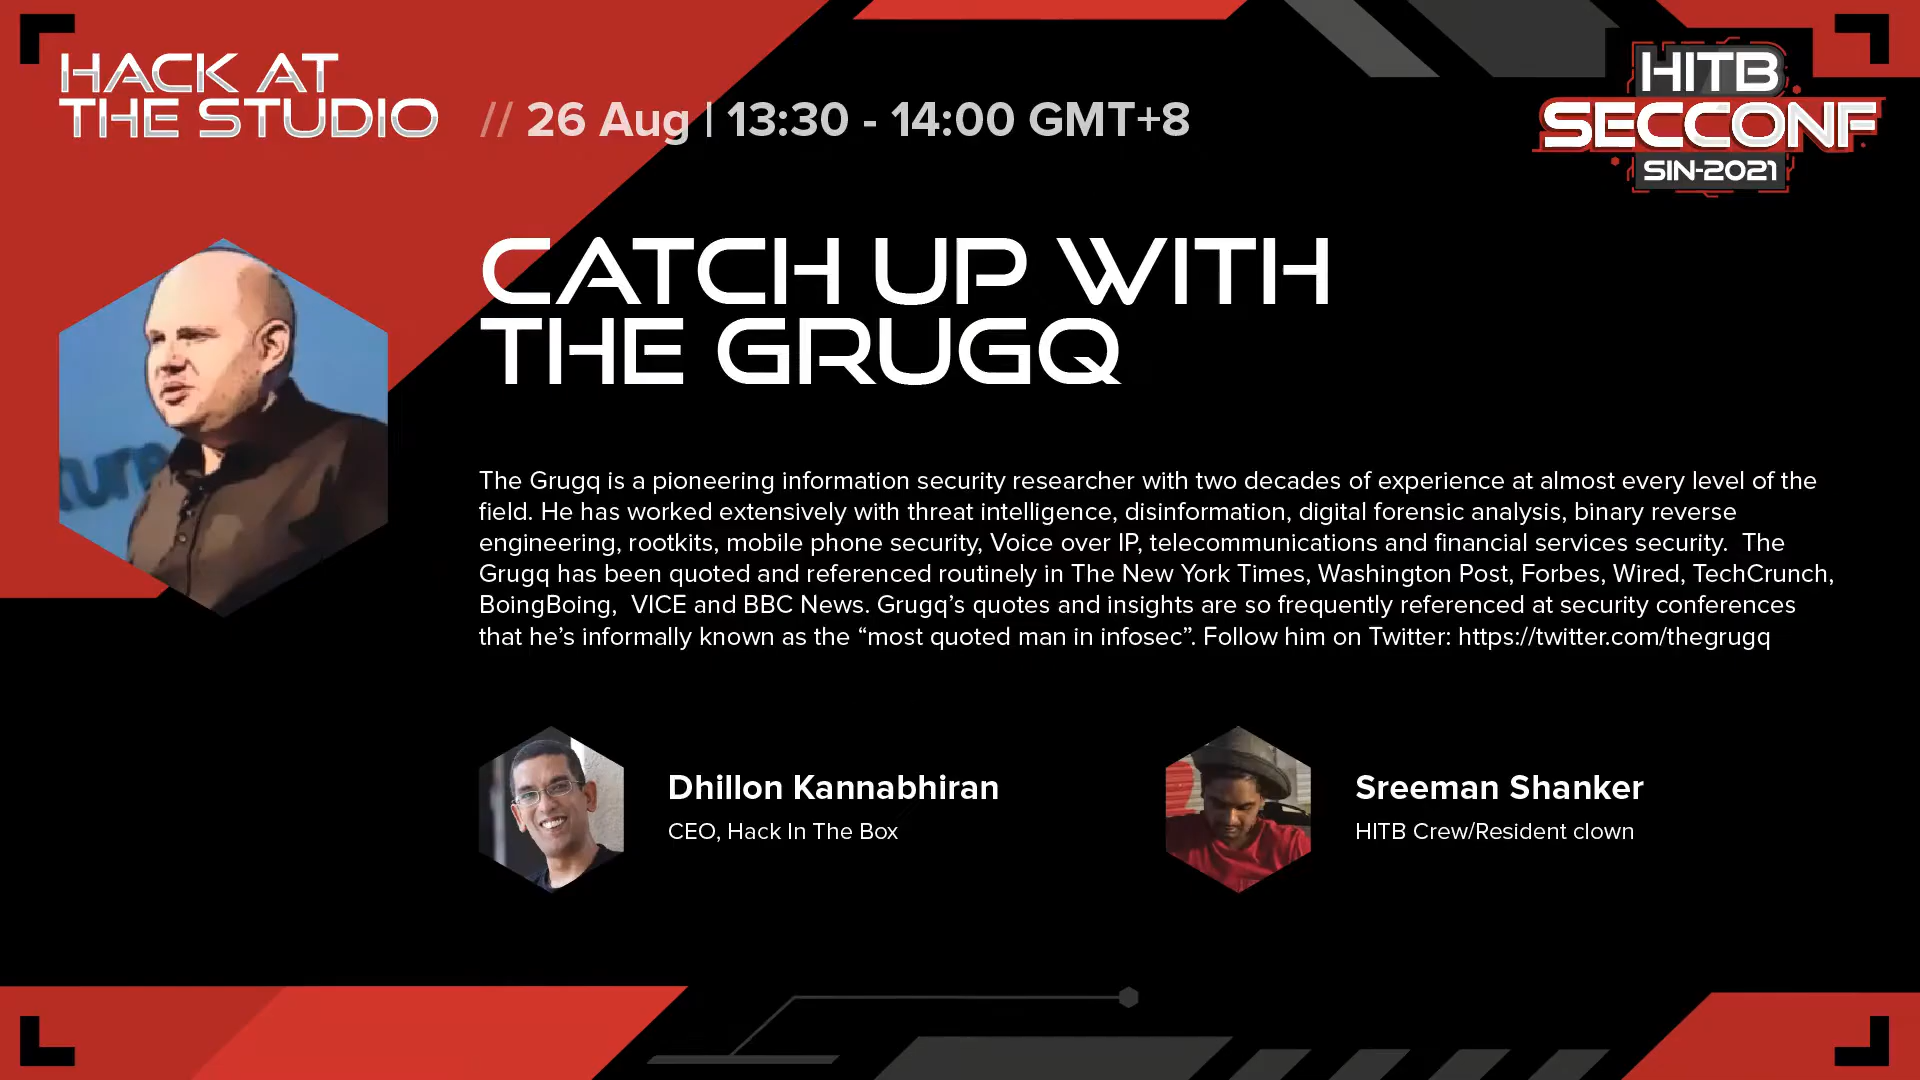 HACK AT
THE STUDIO
// 26 Aug | 13:30 - 14:00 GMT+8
HITB
SECCONF
SIN-2021
CATCH UP WITH
THE GRUGQ
The Grugq is a pioneering information security researcher with two decades of experience at almost every level of the
field. He has worked extensively with threat intelligence, disinformation, digital forensic analysis, binary reverse
engineering, rootkits, mobile phone security, Voice over IP, telecommunications and financial services security.  The
Grugq has been quoted and referenced routinely in The New York Times, Washington Post, Forbes, Wired, TechCrunch,
BoingBoing,  VICE and BBC News. Grugq’s quotes and insights are so frequently referenced at security conferences
that he’s informally known as the “most quoted man in infosec”. Follow him on Twitter: https://twitter.com/thegrugq
Dhillon Kannabhiran
CEO, Hack In The Box
Sreeman Shanker
HITB Crew/Resident clown